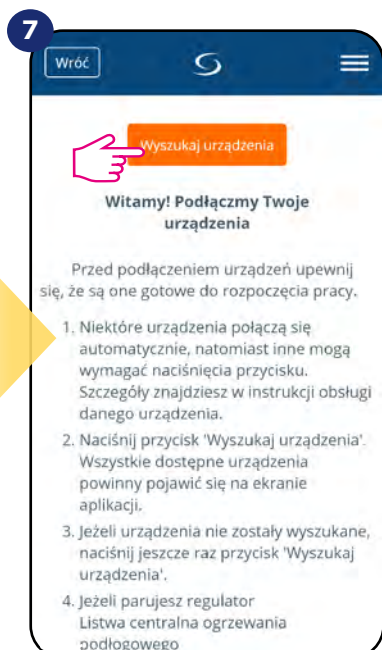 7
Wróć
Wyszukaj urządzenia
Witamy! Podłączmy Twoje
urządzenia
Przed podłączeniem urządzeń upewnij
się, że są one gotowe do rozpoczęcia pracy.
1. Niektóre urządzenia połączą się
automatycznie, natomiast inne mogą
wymagać naciśnięcia przycisku.
Szczegóły znajdziesz w instrukcji obsługi
danego urządzenia.
2. Naciśnij przycisk 'Wyszukaj urządzenia'.
Wszystkie dostępne urządzenia
powinny pojawić się na ekranie
aplikacji.
3. Jeżeli urządzenia nie zostały wyszukane,
naciśnij jeszcze raz przycisk 'Wyszukaj
urządzenia'.
4. Jeżeli parujesz regulator
Listwa centralna ogrzewania
podłogowego